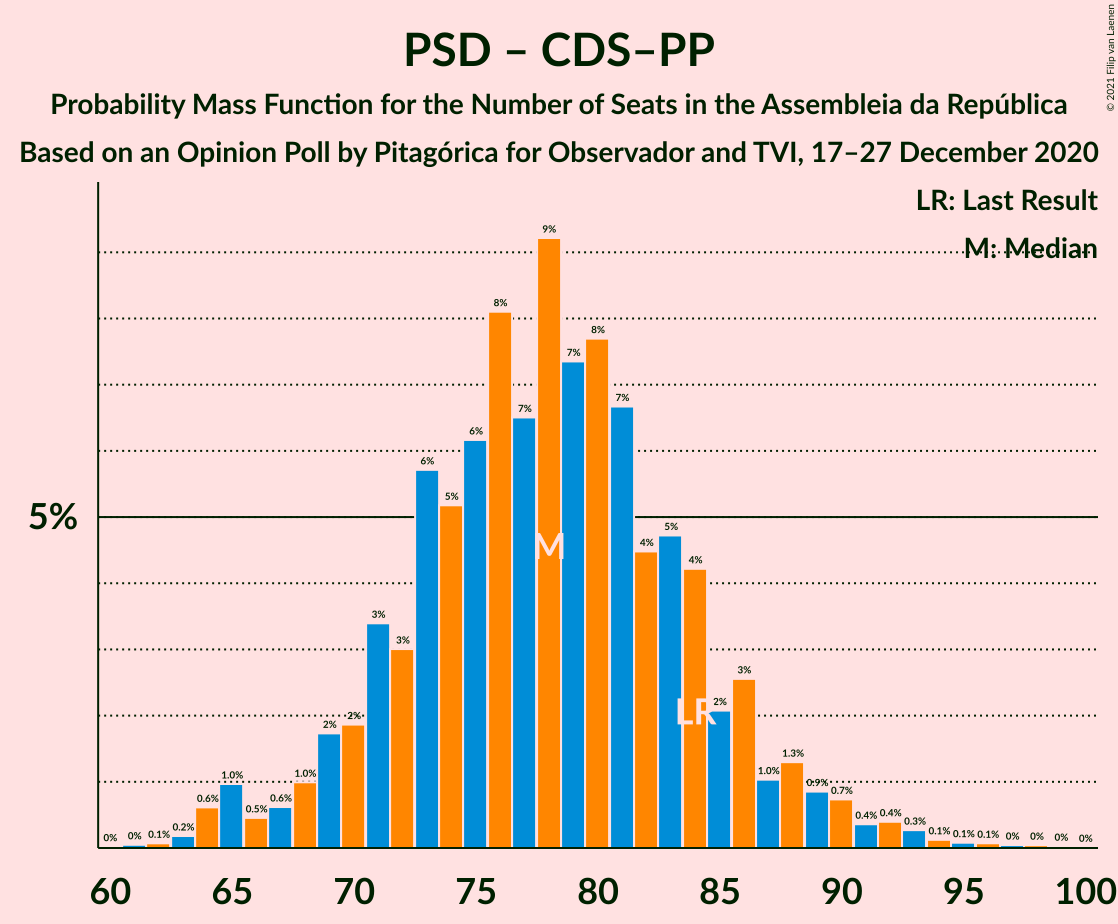 PSD – CDS–PP
Probability Mass Function for the Number of Seats in the Assembleia da República
Based on an Opinion Poll by Pitagórica for Observador and TVI, 17–27 December 2020
© 2021 Filip van Laenen
LR: Last Result
M: Median
5%
0% 0% 0.1% 0.2% 0.6% 1.0% 0.5% 0.6% 1.0% 2% 2% 3% 3% 6% 5% 6% 8% 7% 9% 7% 8% 7% 4% 5% 4% 2% 3% 1.0% 1.3% 0.9% 0.7% 0.4% 0.4% 0.3% 0.1% 0.1% 0.1% 0% 0% 0% 0%
M
LR
60 65 70 75 80 85 90 95 100